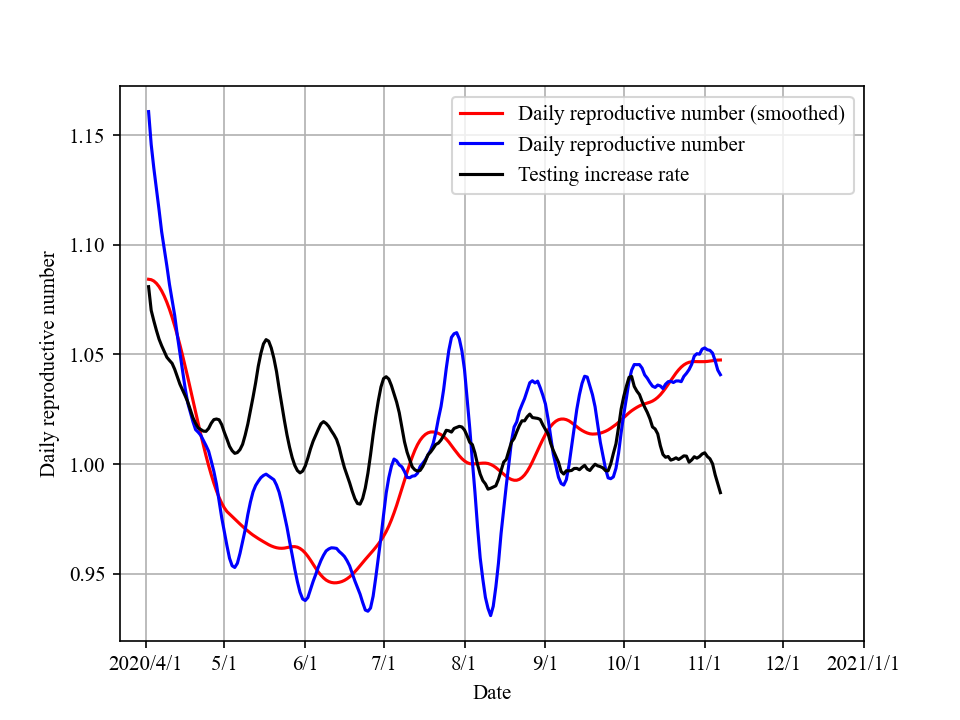 Daily reproductive number (smoothed)
Daily reproductive number
Testing increase rate
1.15
1.10
1.05
1.00
0.95
Daily reproductive number
2020/4/1 5/1 6/1 7/1 8/1 9/1 10/1 11/1 12/1 2021/1/1
Date